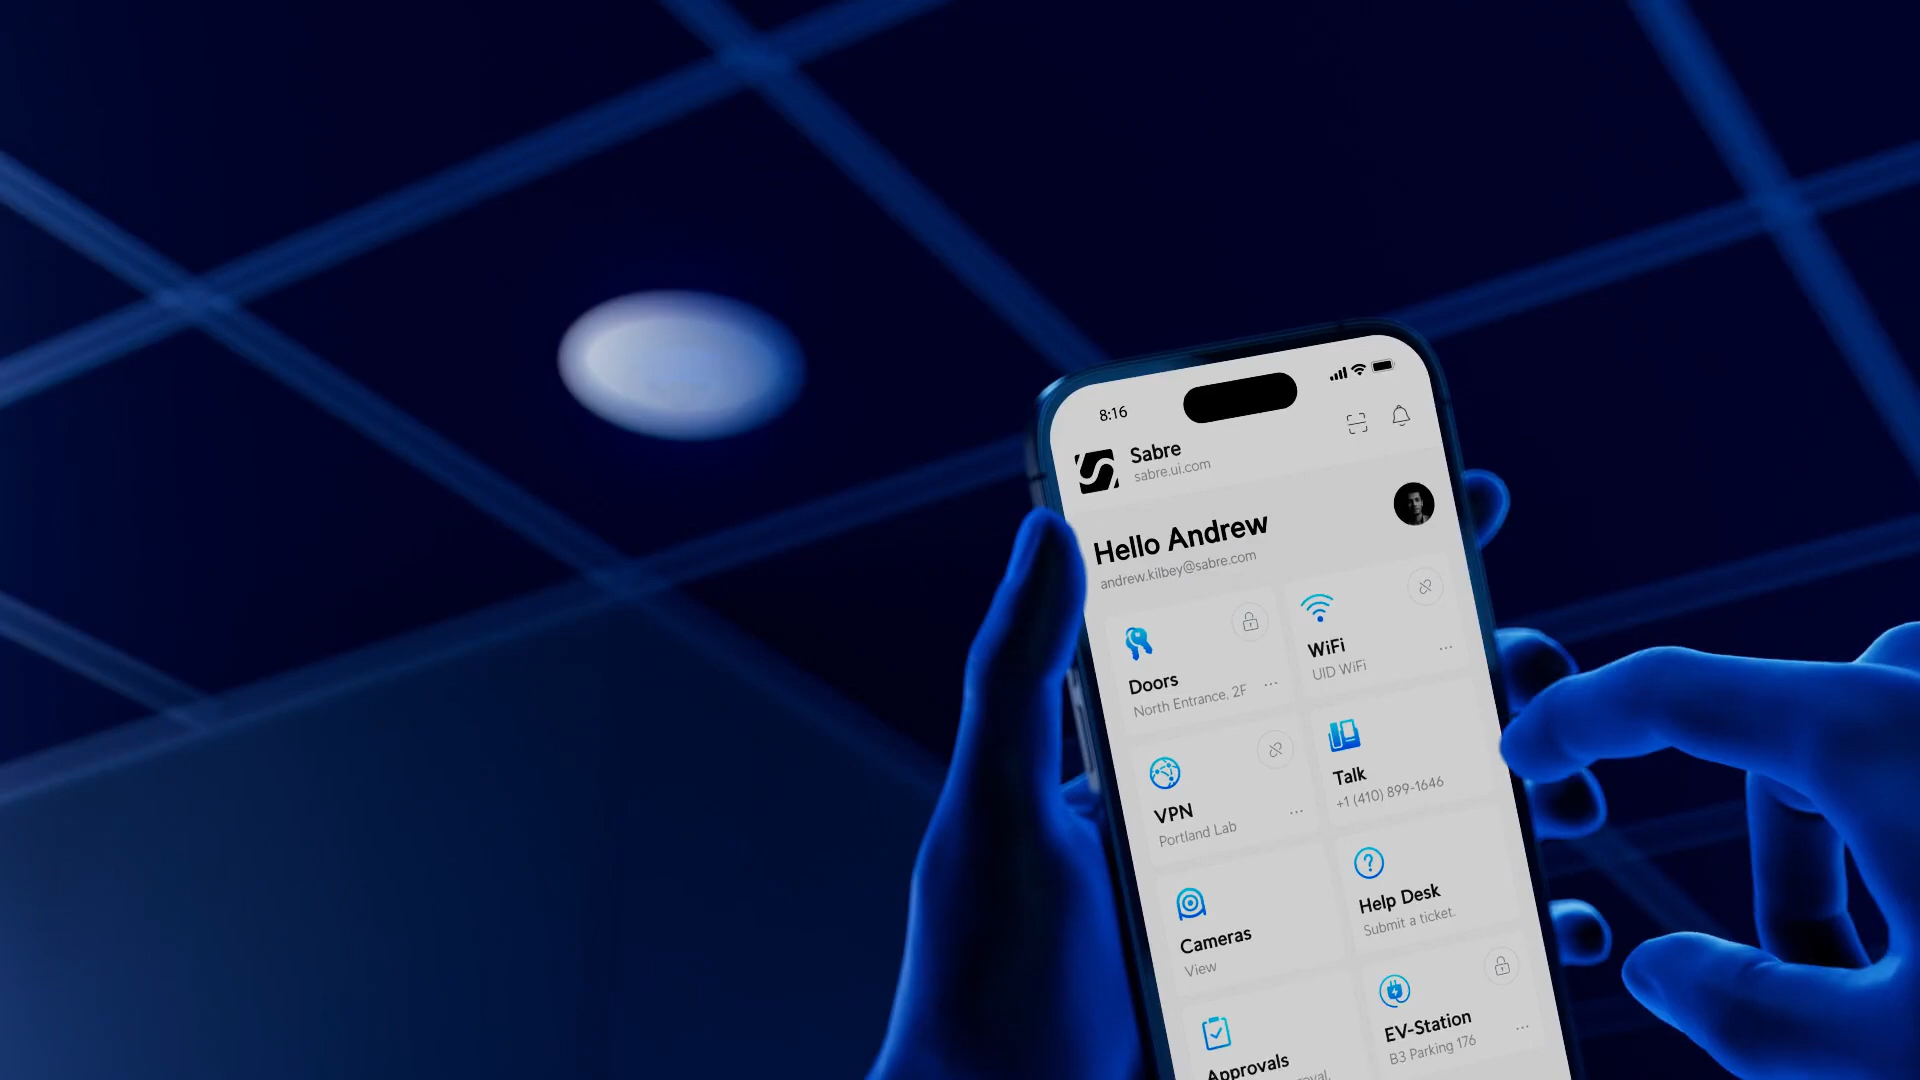 8:16
Sabre
sabre.ui.com
Hello Andrew
andrew.kilbey@sabre.com
Doors
North Entrance, 2F
WiFi
UID WiFi
VPN
Portland Lab
Talk
+1 (410) 899-1646
Cameras
View
Help Desk
Submit a ticket.
Approvals
EV-Station
B3 Parking 176